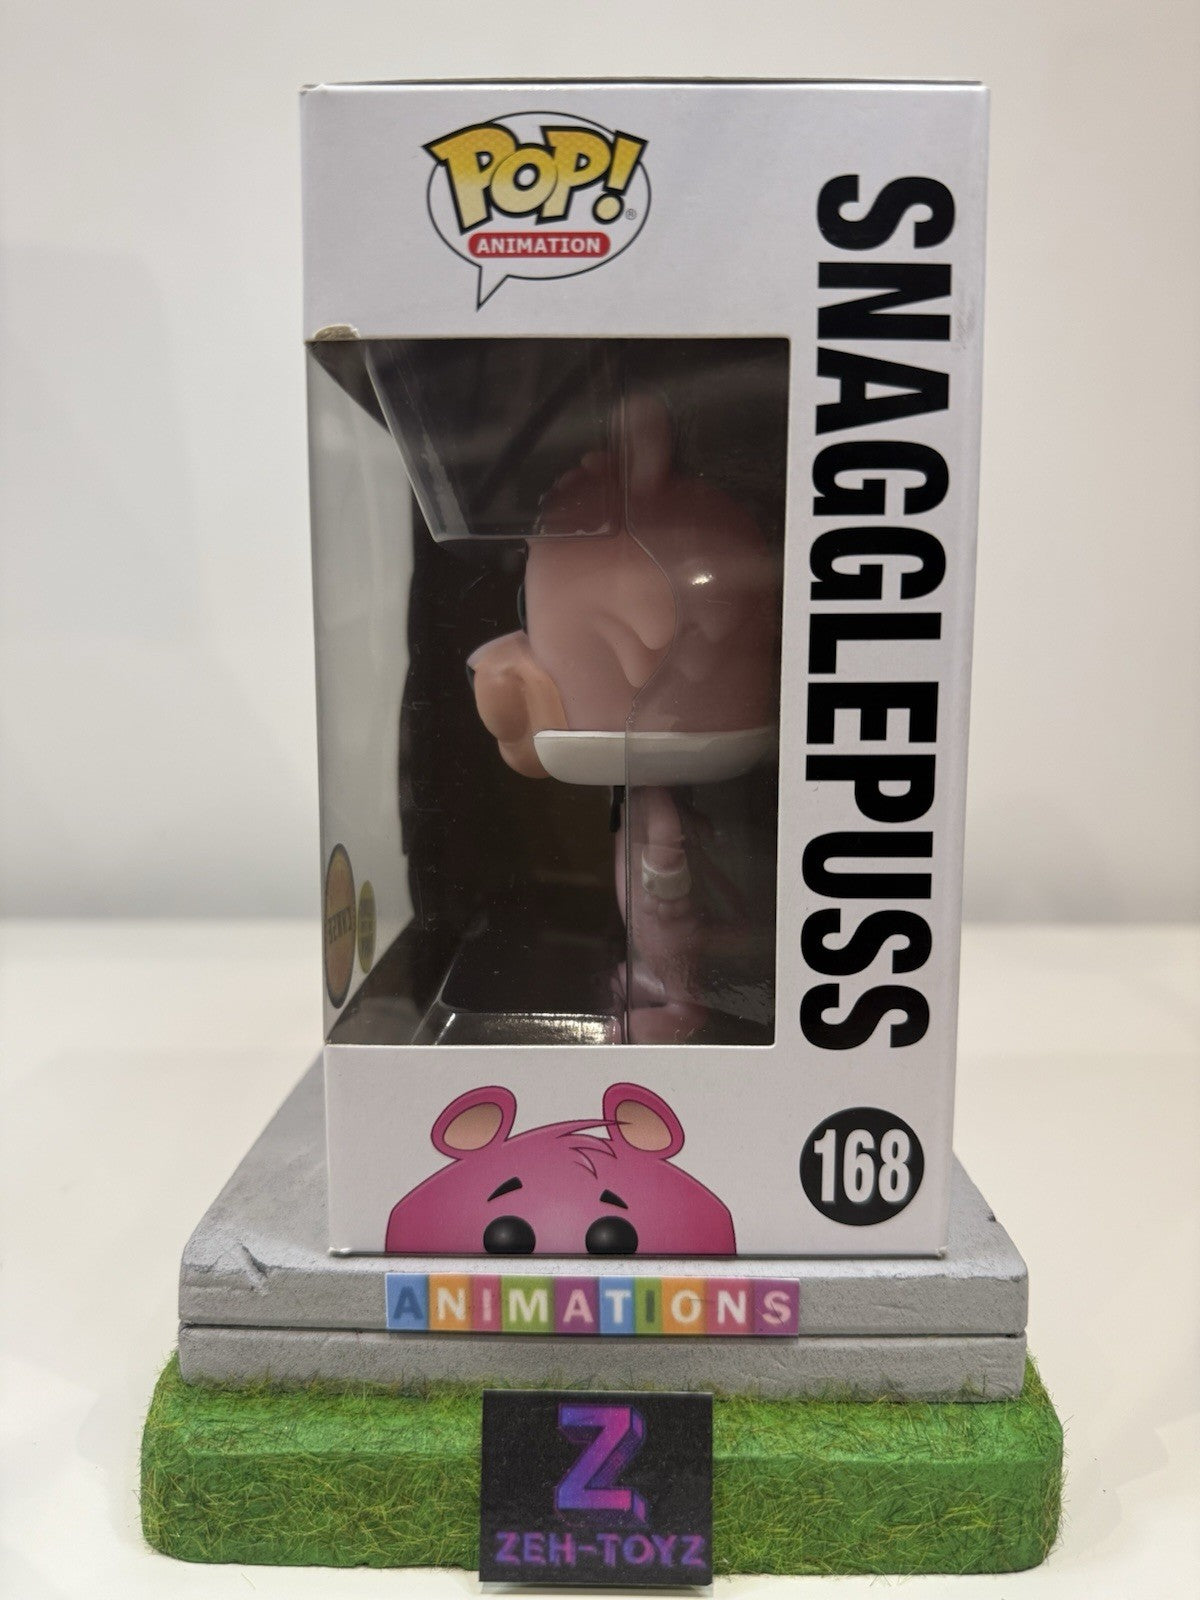 POP!
ANIMATION
SNAGGLEPUSS
168
ANIMATIONS
Z
ZEH-TOYZ